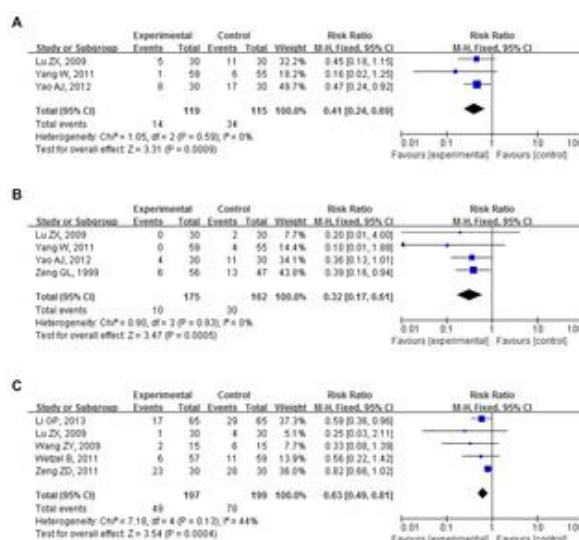 A
Experimental Control Risk Ratio Risk Ratio
Study or Subgroup Events Total Events Total Weight M-H, Fixed, 95% CI M-H, Fixed, 95% CI
Lu ZX, 2009 5 30 11 30 32.2% 0.45 [0.18, 1.15]
Yang W, 2011 1 59 6 55 18.2% 0.16 [0.02, 1.25]
Yao AJ, 2012 8 30 17 30 49.7% 0.47 [0.24, 0.92]
Total (95% CI) 119 115 100.0% 0.41 [0.24, 0.69]
Total events 14 34
Heterogeneity: Chi² = 1.05, df = 2 (P = 0.59); I² = 0%
Test for overall effect: Z = 3.31 (P = 0.0009)
0.01 0.1 1 10 100
Favours [experimental] Favours [control]
B
Experimental Control Risk Ratio Risk Ratio
Study or Subgroup Events Total Events Total Weight M-H, Fixed, 95% CI M-H, Fixed, 95% CI
Lu ZX, 2009 0 30 2 30 7.7% 0.20 [0.01, 4.00]
Yang W, 2011 0 59 4 55 14.4% 0.10 [0.01, 1.88]
Yao AJ, 2012 4 30 11 30 34.1% 0.36 [0.13, 1.01]
Zeng GL, 1999 6 56 13 47 43.8% 0.39 [0.16, 0.94]
Total (95% CI) 175 162 100.0% 0.32 [0.17, 0.61]
Total events 10 30
Heterogeneity: Chi² = 0.90, df = 3 (P = 0.83); I² = 0%
Test for overall effect: Z = 3.47 (P = 0.0005)
0.01 0.1 1 10 100
Favours [experimental] Favours [control]
C
Experimental Control Risk Ratio Risk Ratio
Study or Subgroup Events Total Events Total Weight M-H, Fixed, 95% CI M-H, Fixed, 95% CI
Li OP, 2013 17 65 29 65 37.3% 0.59 [0.36, 0.96]
Lu ZX, 2009 1 30 4 30 5.1% 0.25 [0.03, 2.11]
Wang ZY, 2009 2 15 6 15 7.7% 0.33 [0.08, 1.39]
Wetzel B, 2011 6 57 11 59 13.9% 0.56 [0.22, 1.42]
Zeng ZD, 2011 23 30 28 30 36.0% 0.82 [0.66, 1.02]
Total (95% CI) 197 199 100.0% 0.63 [0.49, 0.81]
Total events 49 78
Heterogeneity: Chi² = 7.18, df = 4 (P = 0.13); I² = 44%
Test for overall effect: Z = 3.54 (P = 0.0004)
0.01 0.1 1 10 100
Favours [experimental] Favours [control]